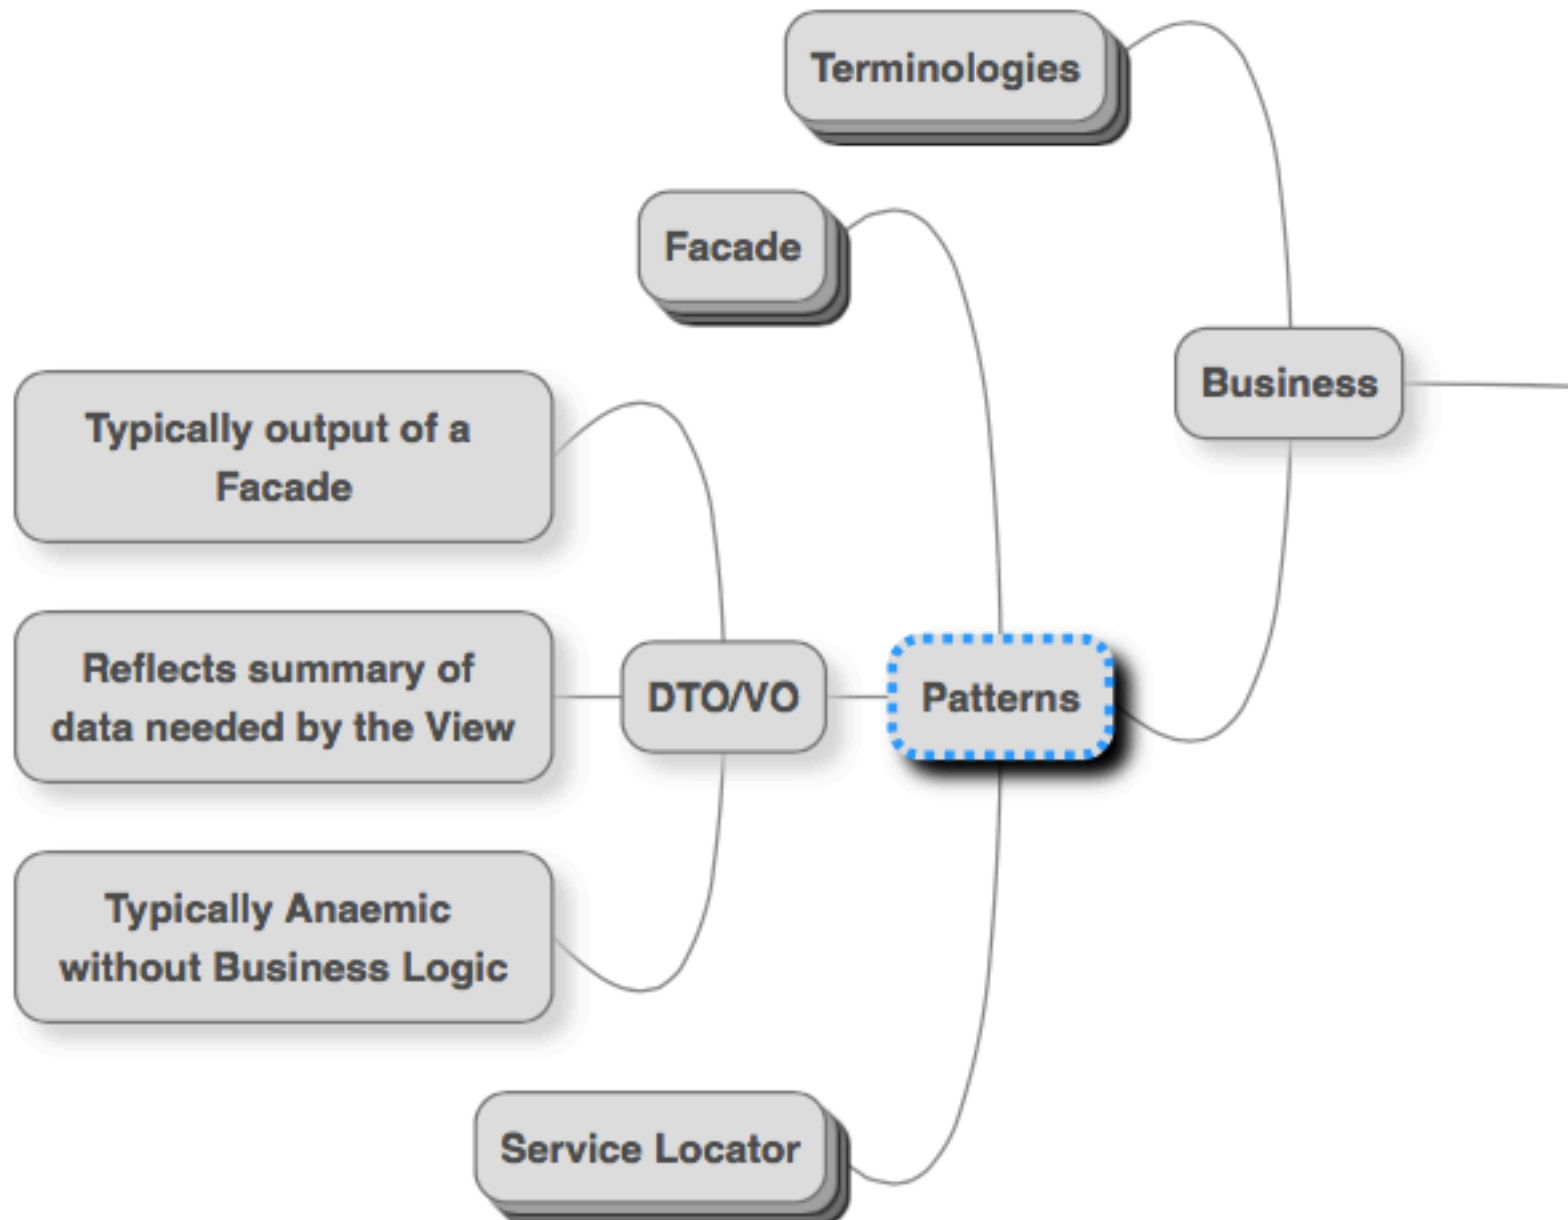 Terminologies
Facade
Business
Typically output of a
Facade
Reflects summary of
data needed by the View
DTO/VO
Patterns
Typically Anaemic
without Business Logic
Service Locator